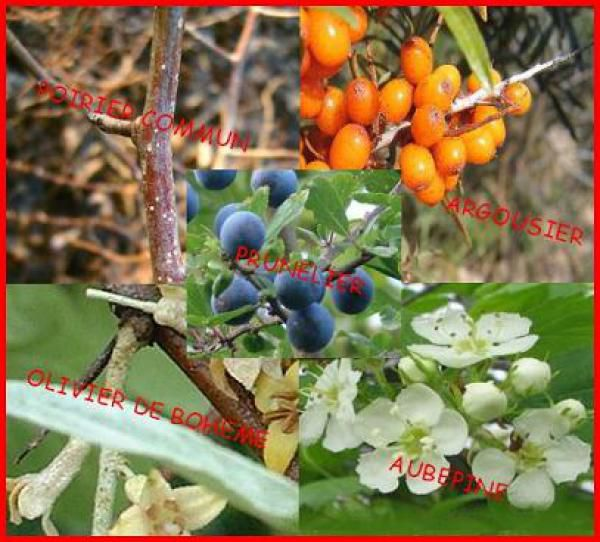 POIRIER COMMUN
ARGOUSIER
PRUNELIER
OLIVIER DE BOHEME
AUBEPINE